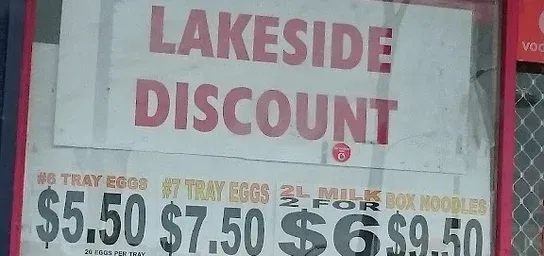 LAKESIDE
DISCOUNT
#6 TRAY EGGS
$5.50
#7 TRAY EGGS
$7.50
2L MILK
2 FOR
$6
BOX NOODLES
$9.50
EGGS PER TRAY
VOD